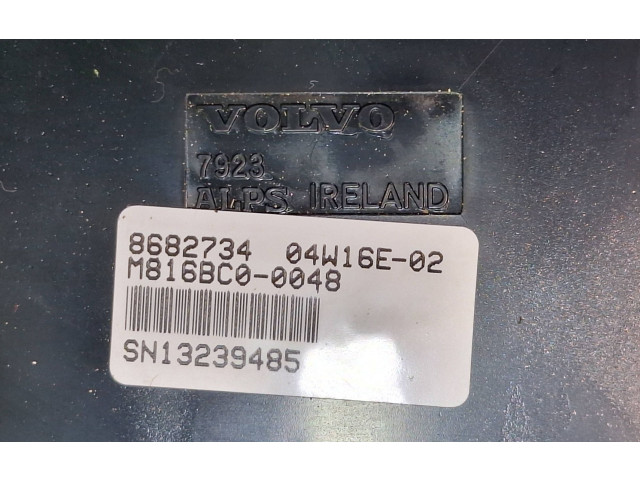 VOLVO
7923
ALPS IRELAND
8682734 04W16E-02
M816BC0-0048
SN13239485